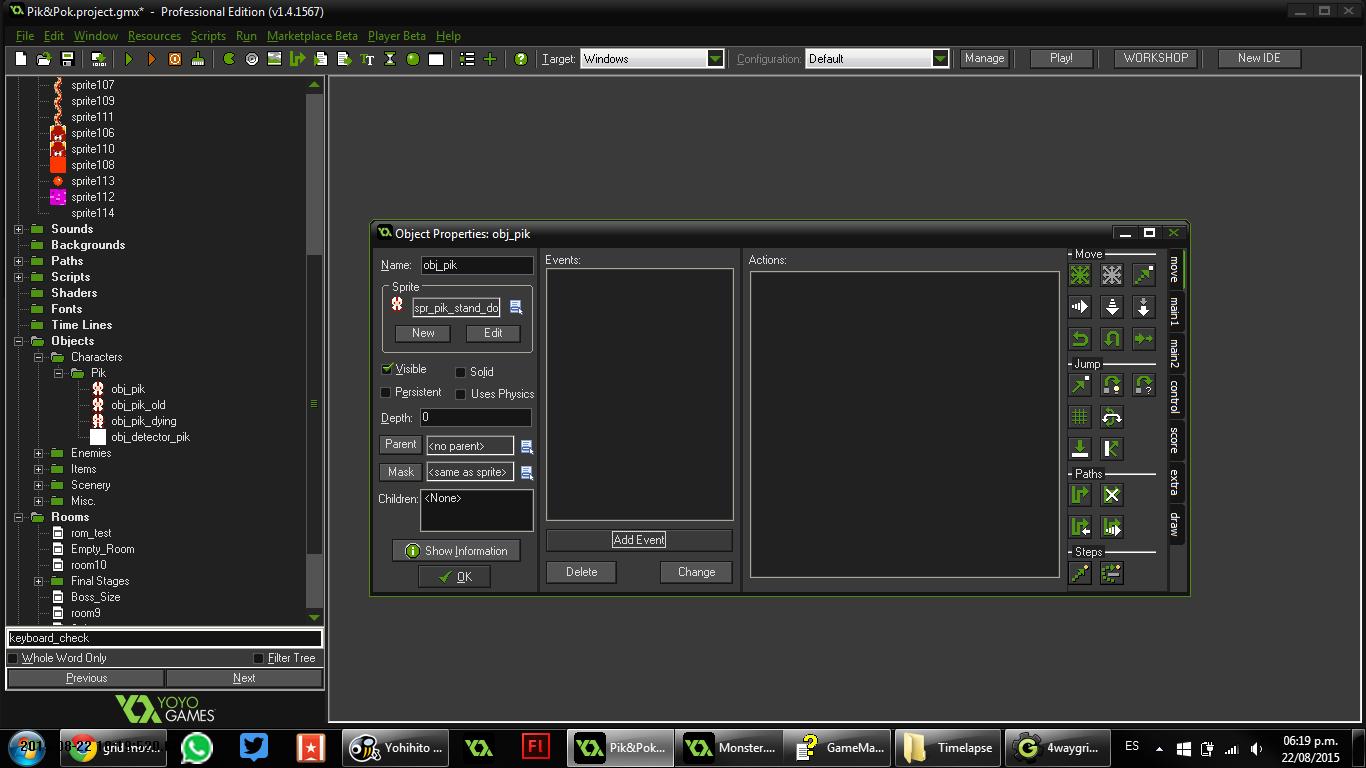 Pik&Pok.project.gmx* - Professional Edition (v1.4.1567)
File Edit Window Resources Scripts Run Marketplace Beta Player Beta Help
Target: Windows Configuration: Default Manage Play! WORKSHOP New IDE
sprite107
sprite109
sprite111
sprite106
sprite110
sprite108
sprite113
sprite112
sprite114
Sounds
Backgrounds
Paths
Scripts
Shaders
Fonts
Time Lines
Objects
Characters
Pik
obj_pik
obj_pik_old
obj_pik_dying
obj_detector_pik
Enemies
Items
Scenery
Misc.
Rooms
rom_test
Empty_Room
room10
Final Stages
Boss_Size
room9
keyboard_check
Whole Word Only Filter Tree
Previous Next
YOYO
GAMES
Object Properties: obj_pik
Name: obj_pik
Sprite
spr_pik_stand_do
New Edit
Visible Solid
Persistent Uses Physics
Depth: 0
Parent <no parent>
Mask <same as sprite>
Children: <None>
Show Information
OK
Events:
Add Event
Delete Change
Actions:
Move
Jump
Paths
Steps
move
main1
main2
control
score
extra
draw
grid mov...
Yohihito ...
Fl
Pik&Pok...
Monster....
GameMa...
Timelapse
4waygri...
ES
06:19 p.m.
22/08/2015